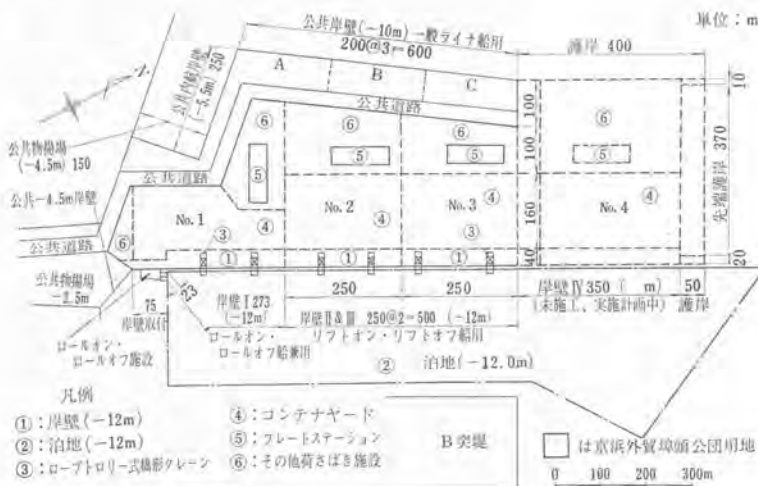 単位：m
公共岸壁(－10m)一般ライナ船用
200@3＝600
護岸 400
公共内岐岸壁
－5.5m) 250
N.
A
B
C
公共道路
10
100
100
160
40
先端護岸 370
20
公共物揚場
(－4.5m) 150
公共－4.5m岸壁
公共道路
公共道路
公共物揚場
－2.5m
⑥
⑥
⑥
⑥
⑥
⑤
⑤
⑤
⑤
No.1
No.2
No.3
No.4
④
④
④
④
③
③
①
①
①
75
岸壁取付
23
岸壁Ⅰ273
(－12m)
250
250
岸壁Ⅱ&Ⅲ 250@2＝500 (－12m)
リフトオン・リフトオフ船用
岸壁Ⅳ350 ( m)
(未施工、実施計画中)
50
護岸
ロールオン・
ロールオフ施設
ロールオン・
ロールオフ船兼用
② 泊地(－12.0m)
凡例
①：岸壁(－12m)
②：泊地(－12m)
③：ロープトロリー式橋形クレーン
④：コンテナヤード
⑤：フレートステーション
⑥：その他荷さばき施設
B突堤
は京浜外貿埠頭公団用地
0 100 200 300m